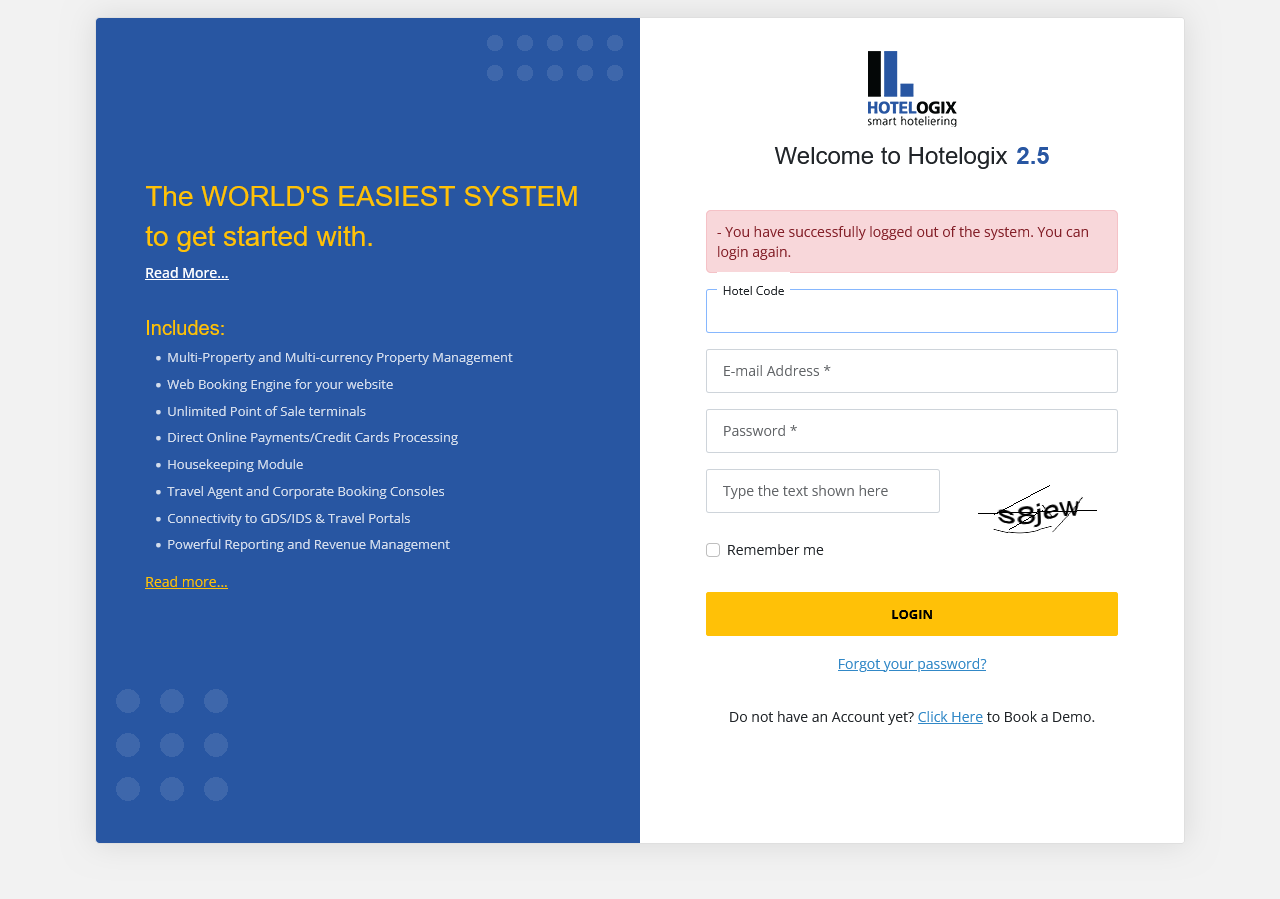 The WORLD'S EASIEST SYSTEM
to get started with.
Read More...
Includes:
Multi-Property and Multi-currency Property Management
Web Booking Engine for your website
Unlimited Point of Sale terminals
Direct Online Payments/Credit Cards Processing
Housekeeping Module
Travel Agent and Corporate Booking Consoles
Connectivity to GDS/IDS & Travel Portals
Powerful Reporting and Revenue Management
Read more...
HOTELOGIX
smart hoteliering
Welcome to Hotelogix 2.5
- You have successfully logged out of the system. You can
login again.
Hotel Code
E-mail Address *
Password *
Type the text shown here
s8jew
Remember me
LOGIN
Forgot your password?
Do not have an Account yet? Click Here to Book a Demo.